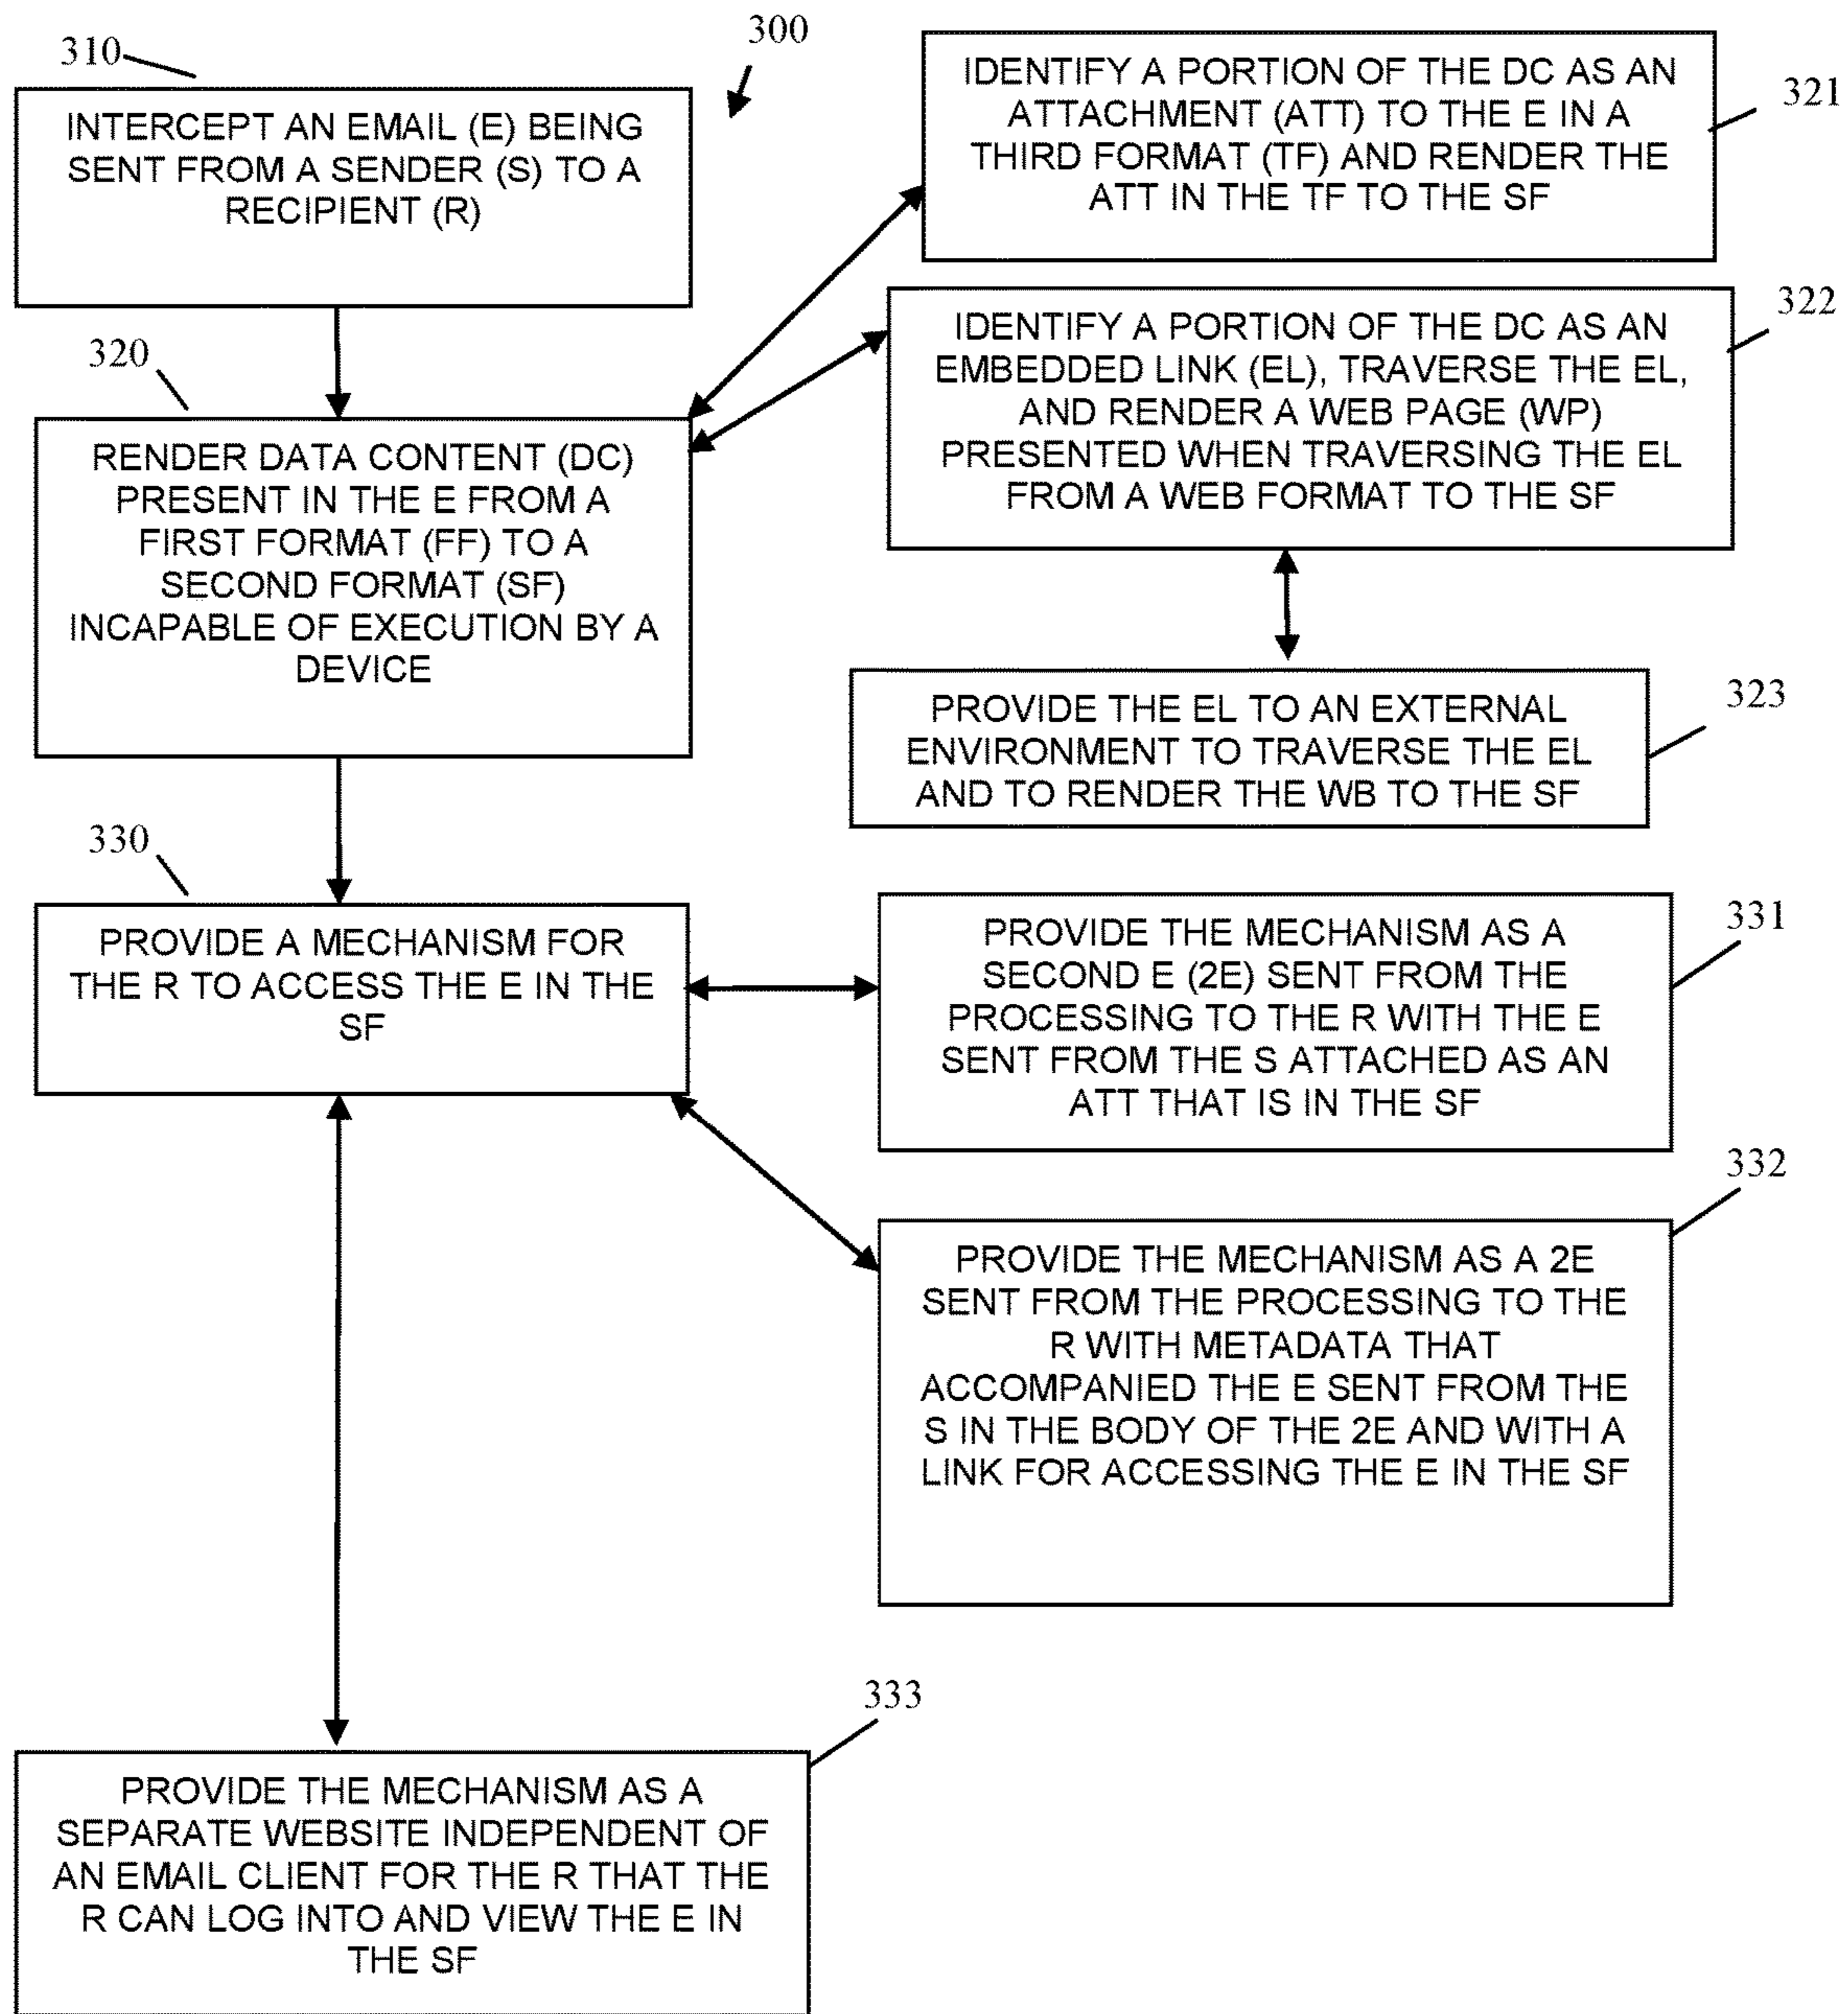 300
310
INTERCEPT AN EMAIL (E) BEING
SENT FROM A SENDER (S) TO A
RECIPIENT (R)
320
RENDER DATA CONTENT (DC)
PRESENT IN THE E FROM A
FIRST FORMAT (FF) TO A
SECOND FORMAT (SF)
INCAPABLE OF EXECUTION BY A
DEVICE
321
IDENTIFY A PORTION OF THE DC AS AN
ATTACHMENT (ATT) TO THE E IN A
THIRD FORMAT (TF) AND RENDER THE
ATT IN THE TF TO THE SF
322
IDENTIFY A PORTION OF THE DC AS AN
EMBEDDED LINK (EL), TRAVERSE THE EL,
AND RENDER A WEB PAGE (WP)
PRESENTED WHEN TRAVERSING THE EL
FROM A WEB FORMAT TO THE SF
323
PROVIDE THE EL TO AN EXTERNAL
ENVIRONMENT TO TRAVERSE THE EL
AND TO RENDER THE WB TO THE SF
330
PROVIDE A MECHANISM FOR
THE R TO ACCESS THE E IN THE
SF
331
PROVIDE THE MECHANISM AS A
SECOND E (2E) SENT FROM THE
PROCESSING TO THE R WITH THE E
SENT FROM THE S ATTACHED AS AN
ATT THAT IS IN THE SF
332
PROVIDE THE MECHANISM AS A 2E
SENT FROM THE PROCESSING TO THE
R WITH METADATA THAT
ACCOMPANIED THE E SENT FROM THE
S IN THE BODY OF THE 2E AND WITH A
LINK FOR ACCESSING THE E IN THE SF
333
PROVIDE THE MECHANISM AS A
SEPARATE WEBSITE INDEPENDENT OF
AN EMAIL CLIENT FOR THE R THAT THE
R CAN LOG INTO AND VIEW THE E IN
THE SF